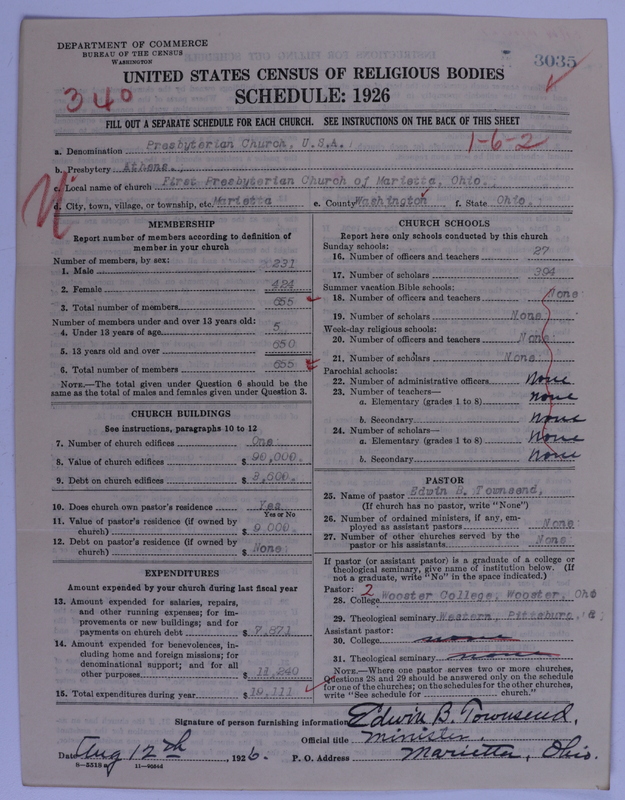 DEPARTMENT OF COMMERCE
BUREAU OF THE CENSUS
WASHINGTON
3035
UNITED STATES CENSUS OF RELIGIOUS BODIES
SCHEDULE: 1926
340
FILL OUT A SEPARATE SCHEDULE FOR EACH CHURCH. SEE INSTRUCTIONS ON THE BACK OF THIS SHEET
a. Denomination Presbyterian Church, U.S.A. 1-6-2
b. Presbytery Athens.
c. Local name of church First Presbyterian Church of Marietta, Ohio.
d. City, town, village, or township, etc. Marietta e. County Washington f. State Ohio.
MEMBERSHIP
Report number of members according to definition of
member in your church
Number of members, by sex:
1. Male 231
2. Female 424
3. Total number of members 655
Number of members under and over 13 years old:
4. Under 13 years of age 5
5. 13 years old and over 650
6. Total number of members 655
NOTE.—The total given under Question 6 should be
same as the total of males and females given under Question 3.
CHURCH BUILDINGS
See instructions, paragraphs 10 to 12
7. Number of church edifices One.
8. Value of church edifices $ 90,000.
9. Debt on church edifices $ ,500.
10. Does church own pastor's residence Yes
Yes or No
11. Value of pastor's residence (if owned by
church) $ 9,000.
12. Debt on pastor's residence (if owned by
church) $ None
EXPENDITURES
Amount expended by your church during last fiscal year
13. Amount expended for salaries, repairs,
and other running expenses; for im-
provements or new buildings; and for
payments on church debt $ 7,871
14. Amount expended for benevolences, in-
cluding home and foreign missions; for
denominational support; and for all
other purposes $ 11,240
15. Total expenditures during year $ 19,111
CHURCH SCHOOLS
Report here only schools conducted by this church
Sunday schools:
16. Number of officers and teachers 27
17. Number of scholars 394
Summer vacation Bible schools:
18. Number of officers and teachers None
19. Number of scholars None
Week-day religious schools:
20. Number of officers and teachers None
21. Number of scholars None
Parochial schools:
22. Number of administrative officers None
23. Number of teachers—
a. Elementary (grades 1 to 8) None
b. Secondary None
24. Number of scholars—
a. Elementary (grades 1 to 8) None
b. Secondary None
PASTOR
25. Name of pastor Edwin B. Townsend,
(If church has no pastor, write "None")
26. Number of ordained ministers, if any, em-
ployed as assistant pastors None
27. Number of other churches served by the
pastor or his assistants None
If pastor (or assistant pastor) is a graduate of a college or
theological seminary, give name of institution below. (If
not a graduate, write "No" in the space indicated.)
Pastor: 2
28. College Wooster College, Wooster, Oho
29. Theological seminary Western, Pittsburg,
Assistant pastor:
30. College none
31. Theological seminary none
NOTE.—Where one pastor serves two or more churches,
Questions 28 and 29 should be answered only on the schedule
for one of the churches; on the schedules for the other churches,
write "See schedule for church."
Signature of person furnishing information Edwin B. Townsend,
Official title Minister.
Date Aug 12th, 1926. P. O. Address Marietta, Ohio.